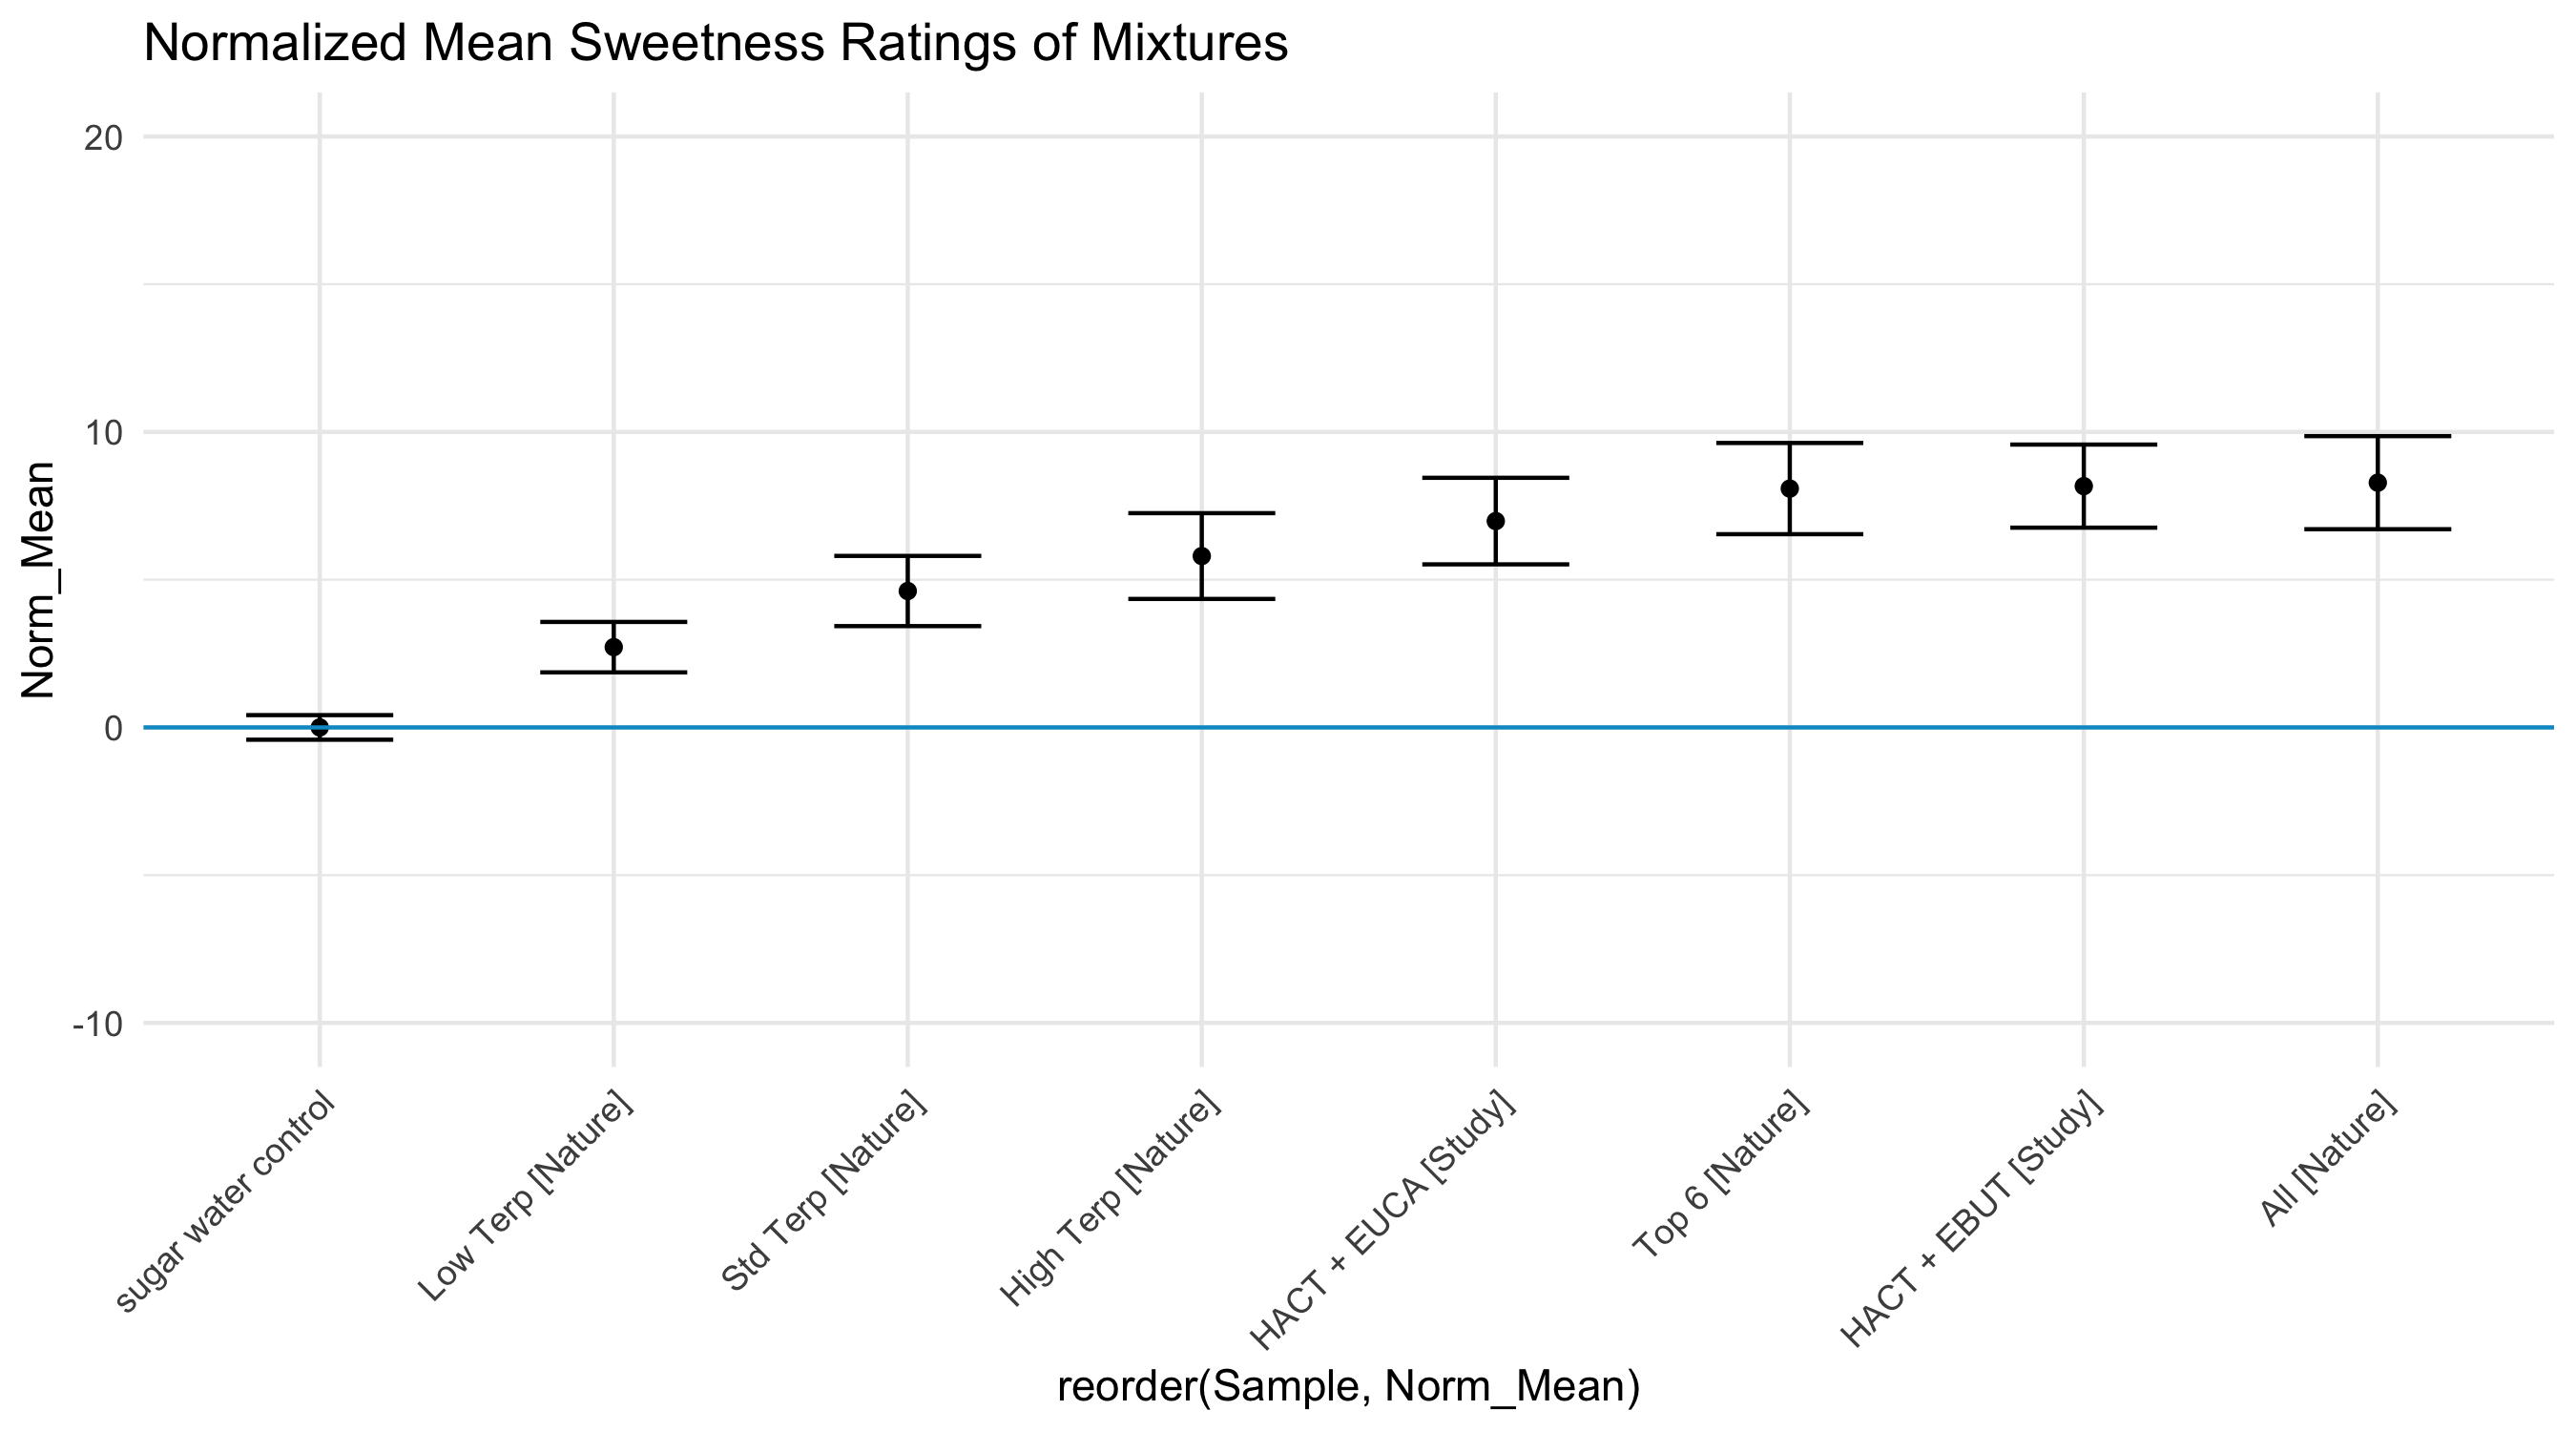 Normalized Mean Sweetness Ratings of Mixtures
Norm_Mean
20
10
0
-10
sugar water control
Low Terp [Nature]
Std Terp [Nature]
High Terp [Nature]
HACT + EUCA [Study]
Top 6 [Nature]
HACT + EBUT [Study]
All [Nature]
reorder(Sample, Norm_Mean)